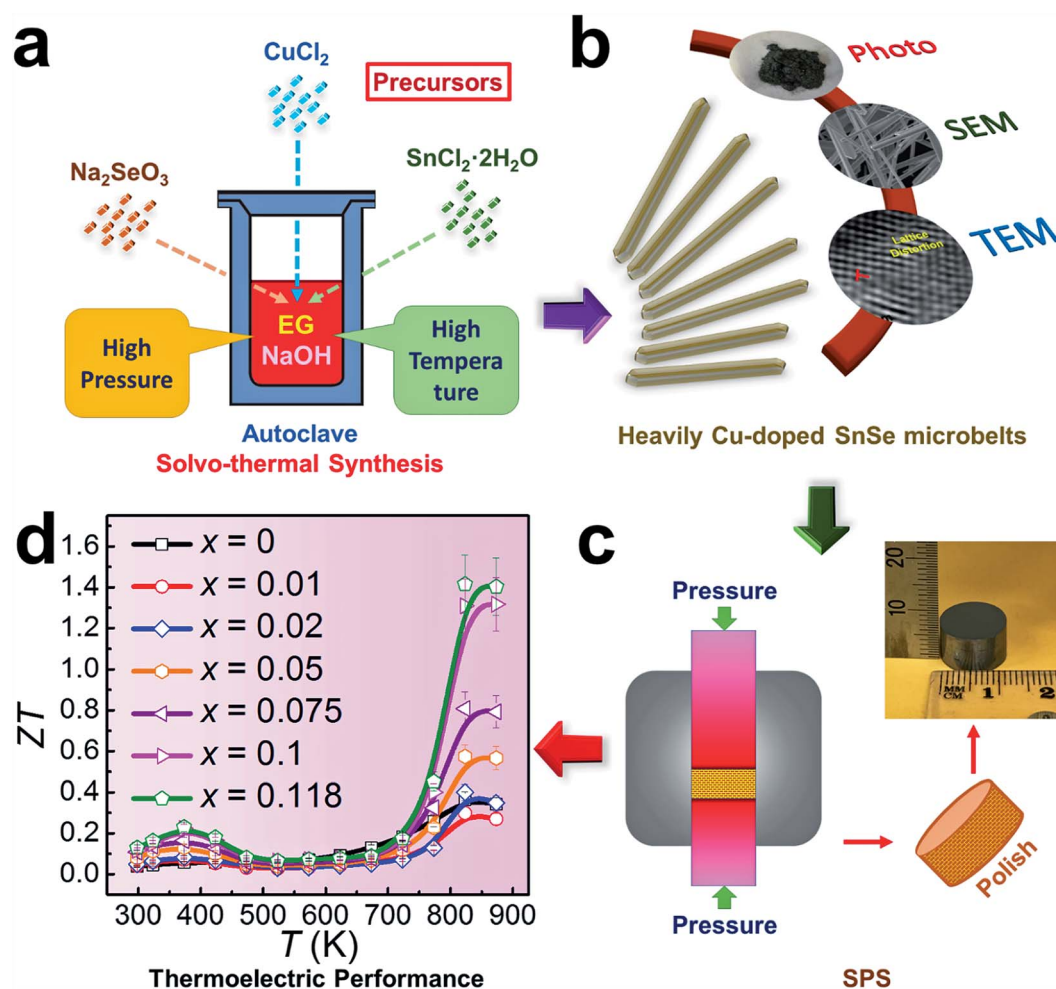 a
CuCl₂
Precursors
Na₂SeO₃
SnCl₂·2H₂O
EG
NaOH
High
Pressure
High
Tempera
ture
Autoclave
Solvo-thermal Synthesis
b
Photo
SEM
TEM
Lattice
Distortion
T
Heavily Cu-doped SnSe microbelts
c
Pressure
Pressure
20
10
MM
CM
1
2
Polish
SPS
d
x = 0
x = 0.01
x = 0.02
x = 0.05
x = 0.075
x = 0.1
x = 0.118
ZT
1.6
1.4
1.2
1.0
0.8
0.6
0.4
0.2
0.0
300 400 500 600 700 800 900
T (K)
Thermoelectric Performance